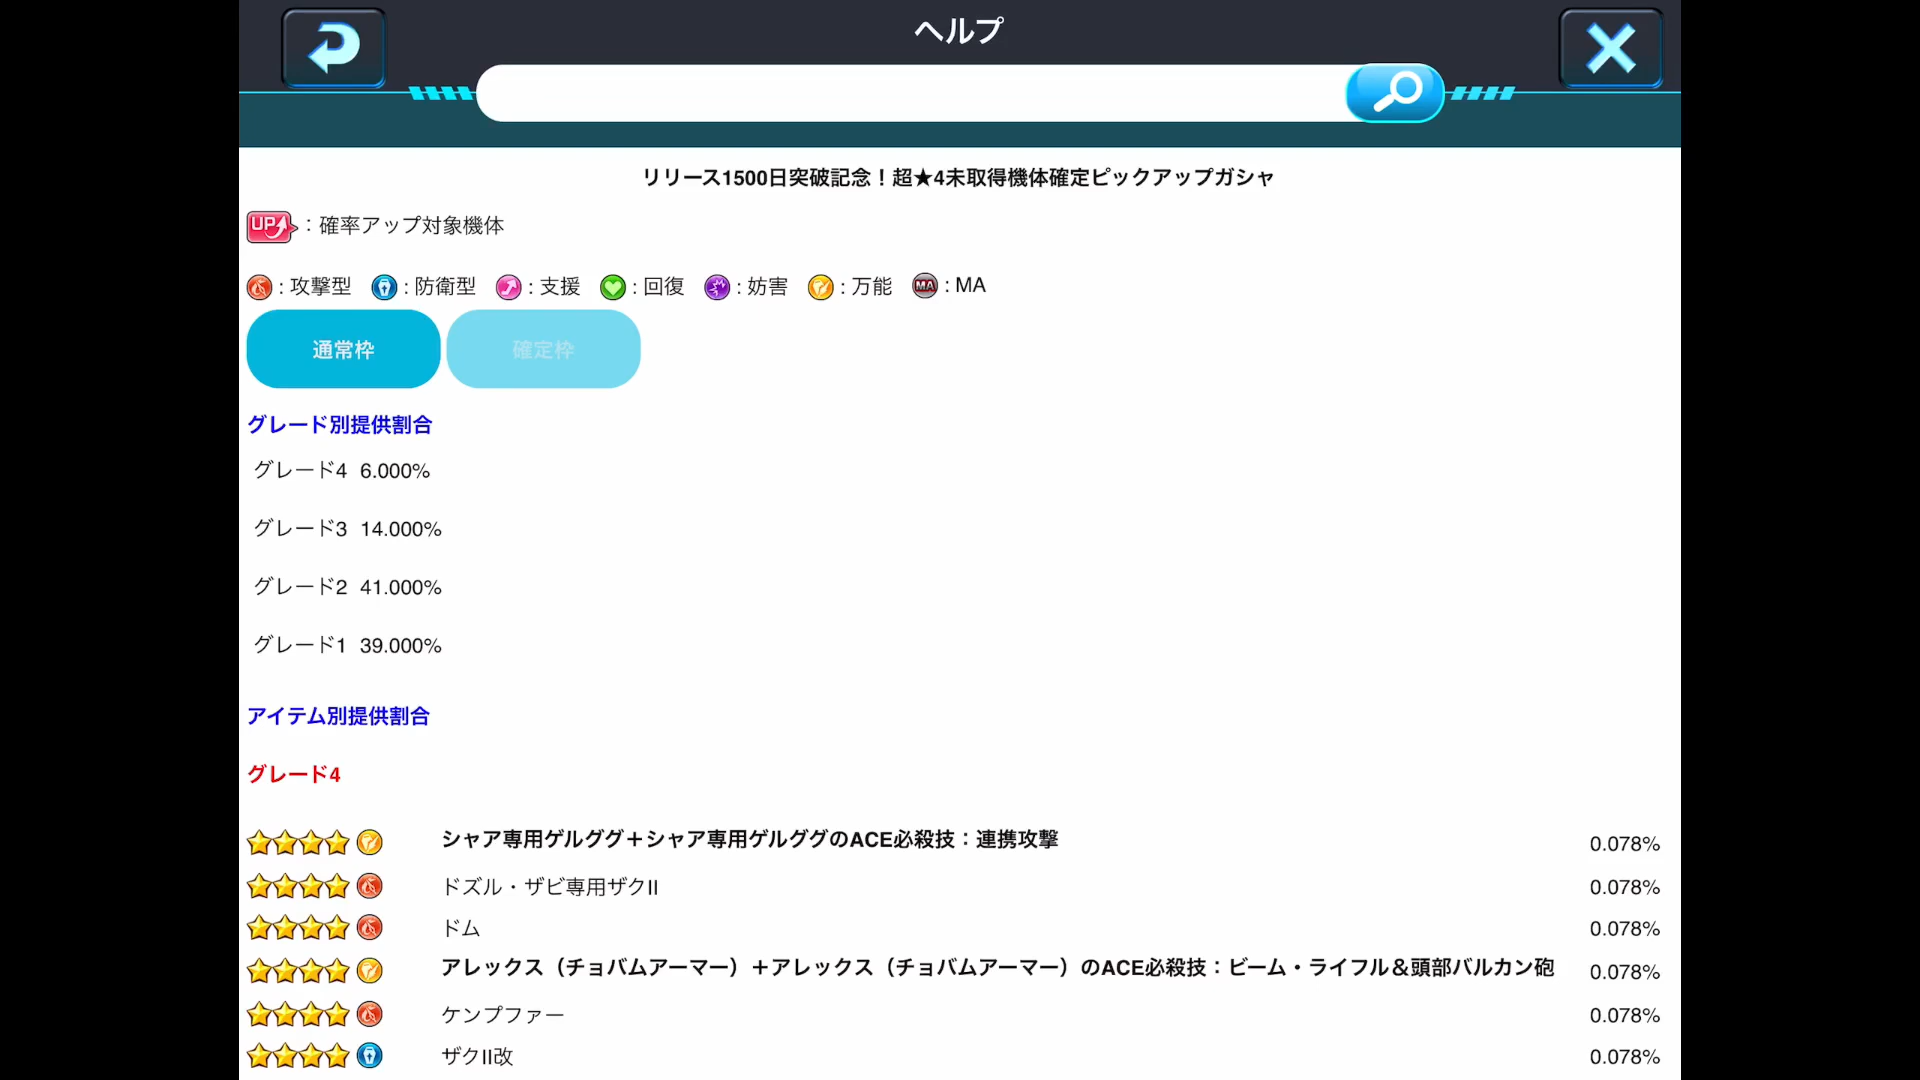 ヘルプ
リリース1500日突破記念！超★4未取得機体確定ピックアップガシャ
UP：確率アップ対象機体
：攻撃型 ：防衛型 ：支援 ：回復 ：妨害 ：万能 MA：MA
通常枠 確定枠
グレード別提供割合
グレード4 6.000%
グレード3 14.000%
グレード2 41.000%
グレード1 39.000%
アイテム別提供割合
グレード4
シャア専用ゲルググ＋シャア専用ゲルググのACE必殺技：連携攻撃 0.078%
ドズル・ザビ専用ザクII 0.078%
ドム 0.078%
アレックス（チョバムアーマー）＋アレックス（チョバムアーマー）のACE必殺技：ビーム・ライフル＆頭部バルカン砲 0.078%
ケンプファー 0.078%
ザクII改 0.078%